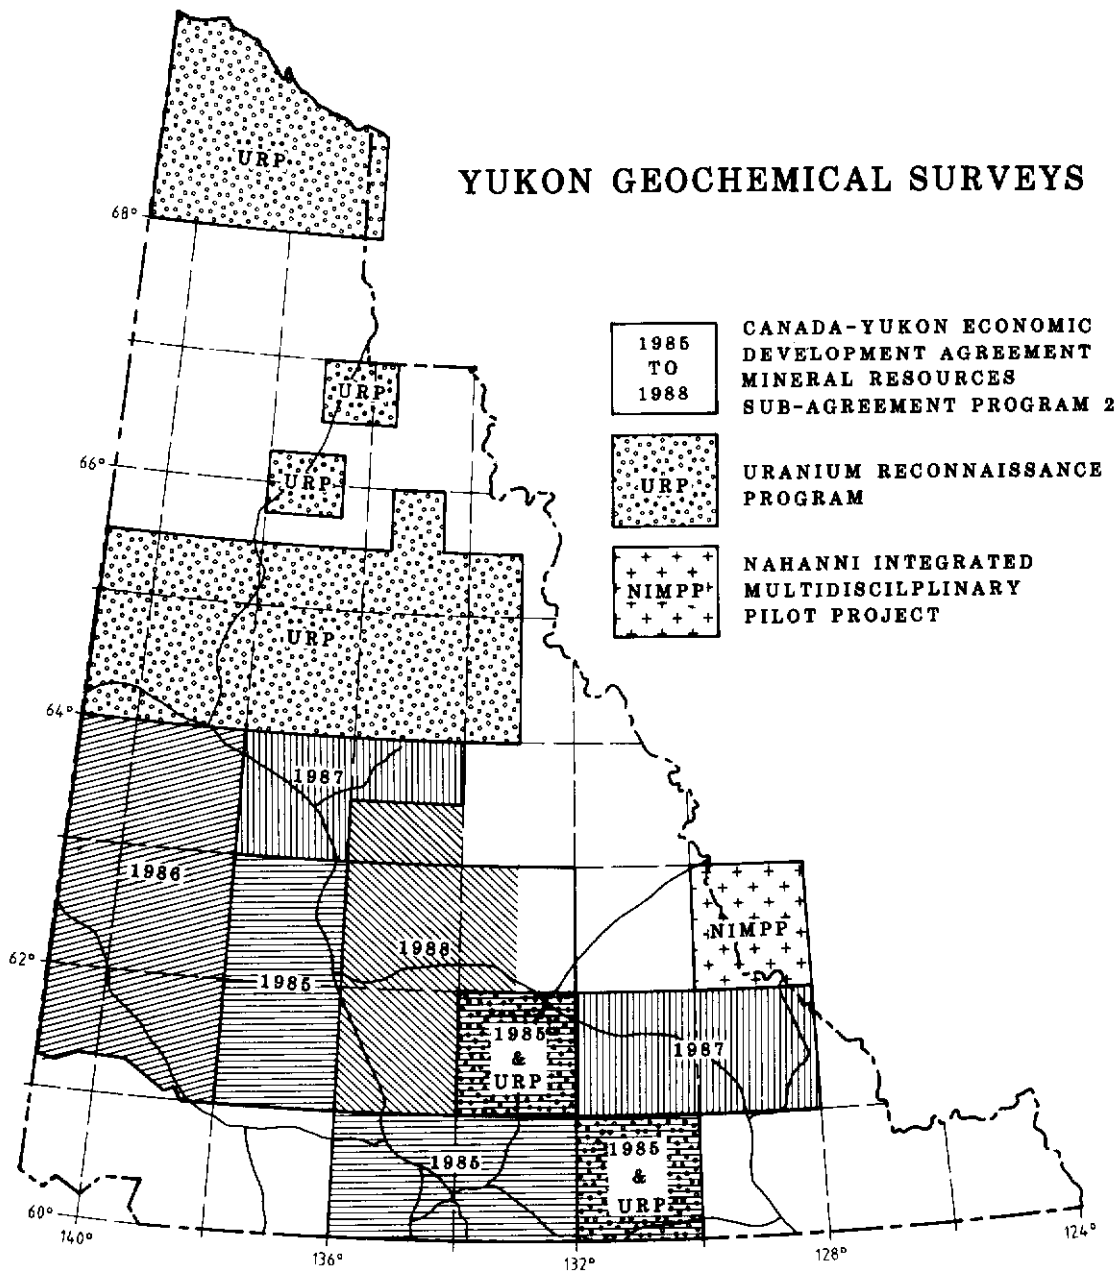 YUKON GEOCHEMICAL SURVEYS
URP
68°
1985
TO
1988
CANADA-YUKON ECONOMIC
DEVELOPMENT AGREEMENT
MINERAL RESOURCES
SUB-AGREEMENT PROGRAM 2
URP
URANIUM RECONNAISSANCE
PROGRAM
NIMPP
NAHANNI INTEGRATED
MULTIDISCILPLINARY
PILOT PROJECT
URP
66°
URP
URP
64°
1987
1986
NIMPP
1988
62°
1985
1985
&
URP
1987
1985
1985
&
URP
60°
140°
136°
132°
128°
124°